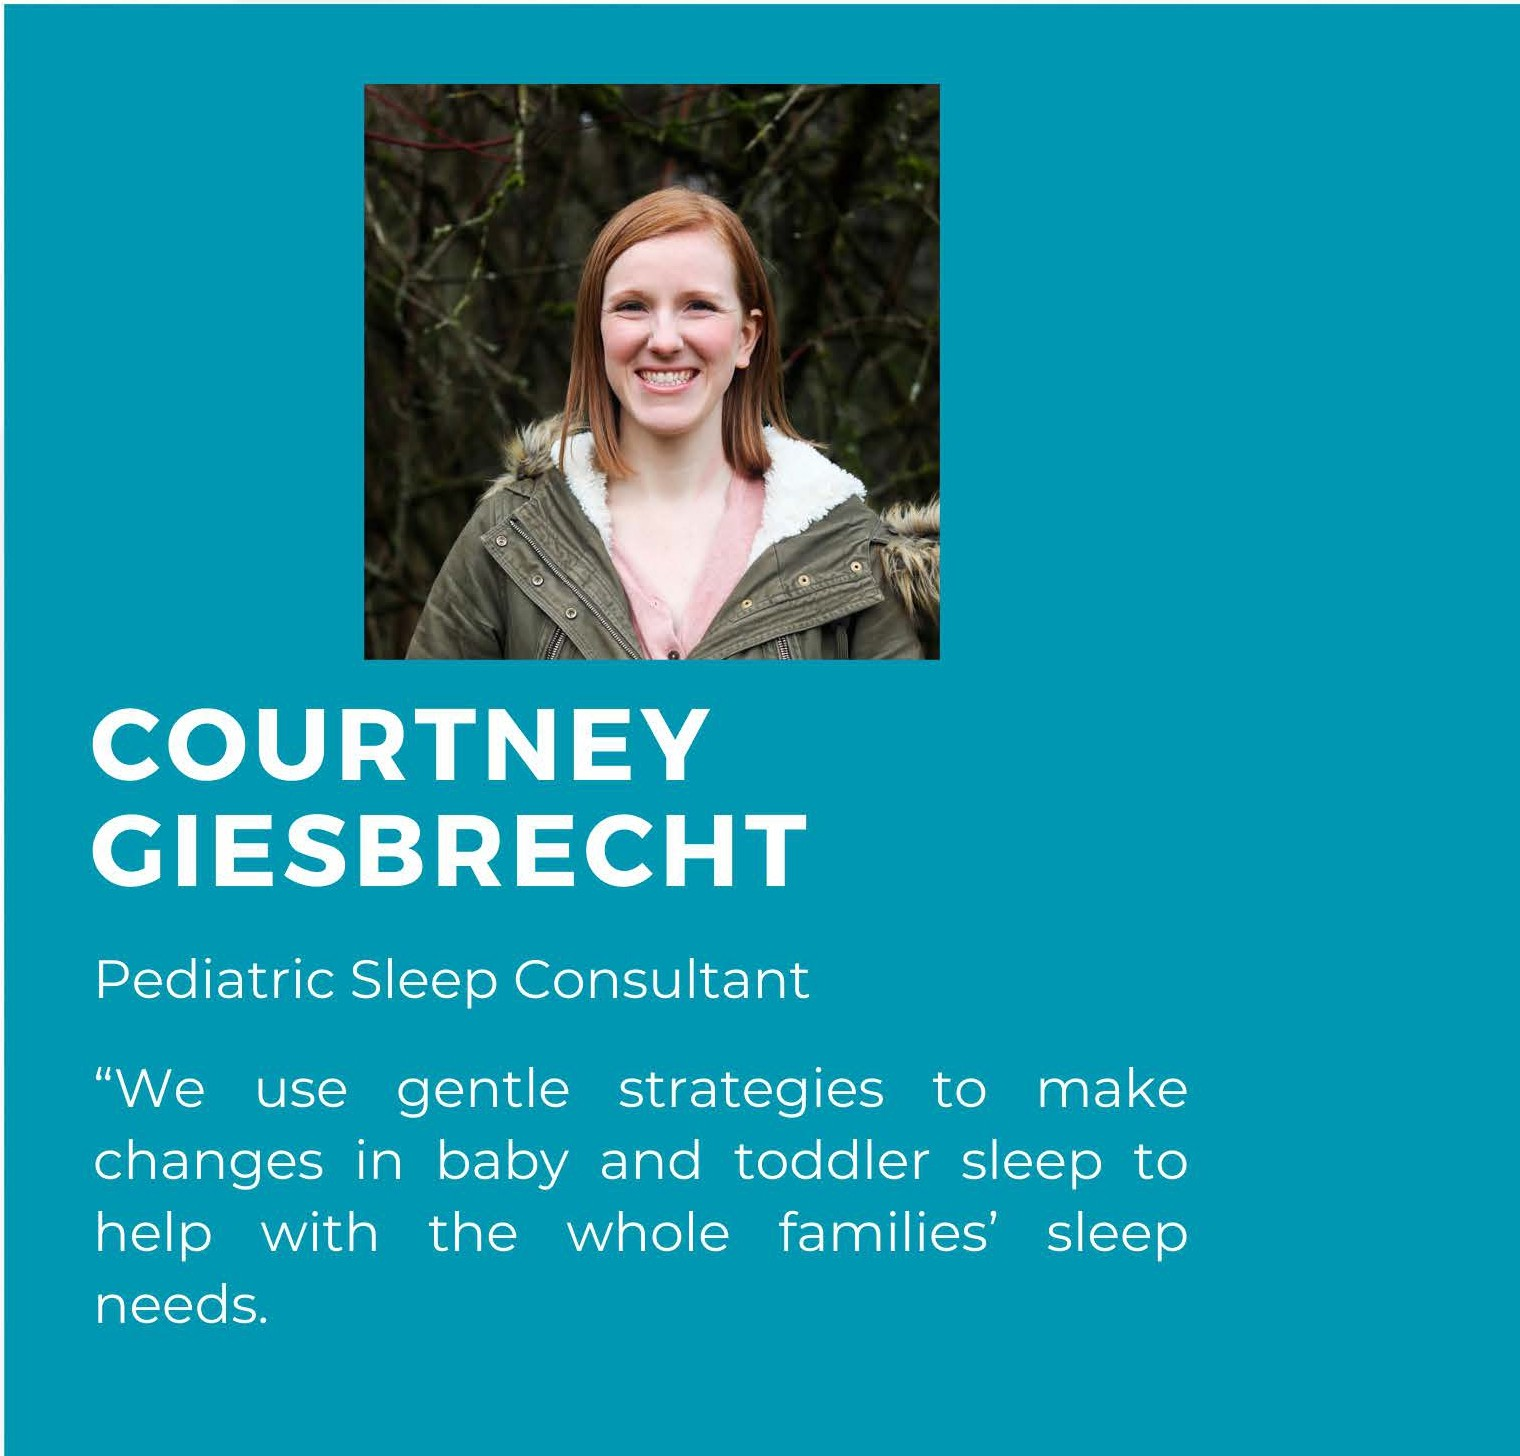 COURTNEY
GIESBRECHT
Pediatric Sleep Consultant
“We use gentle strategies to make
changes in baby and toddler sleep to
help with the whole families’ sleep
needs.